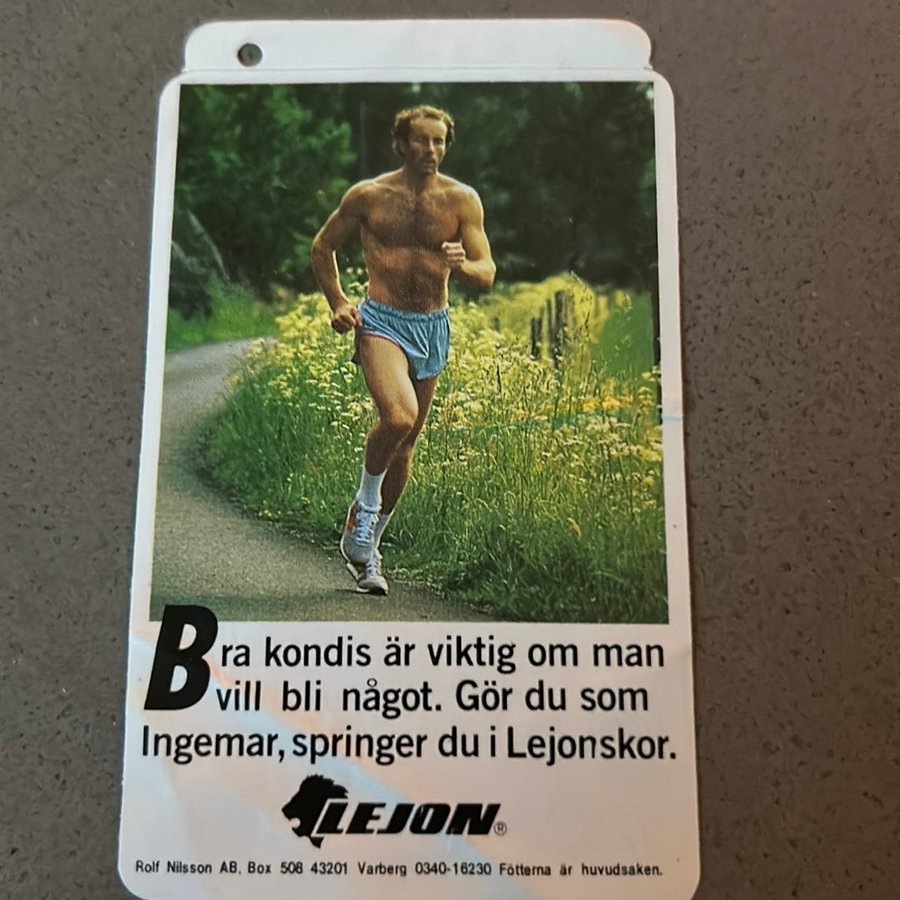 Bra kondis är viktig om man
vill bli något. Gör du som
Ingemar, springer du i Lejonskor.
LEJON®
Rolf Nilsson AB. Box 508 43201 Varberg 0340-16230 Fötterna är huvudsaken.